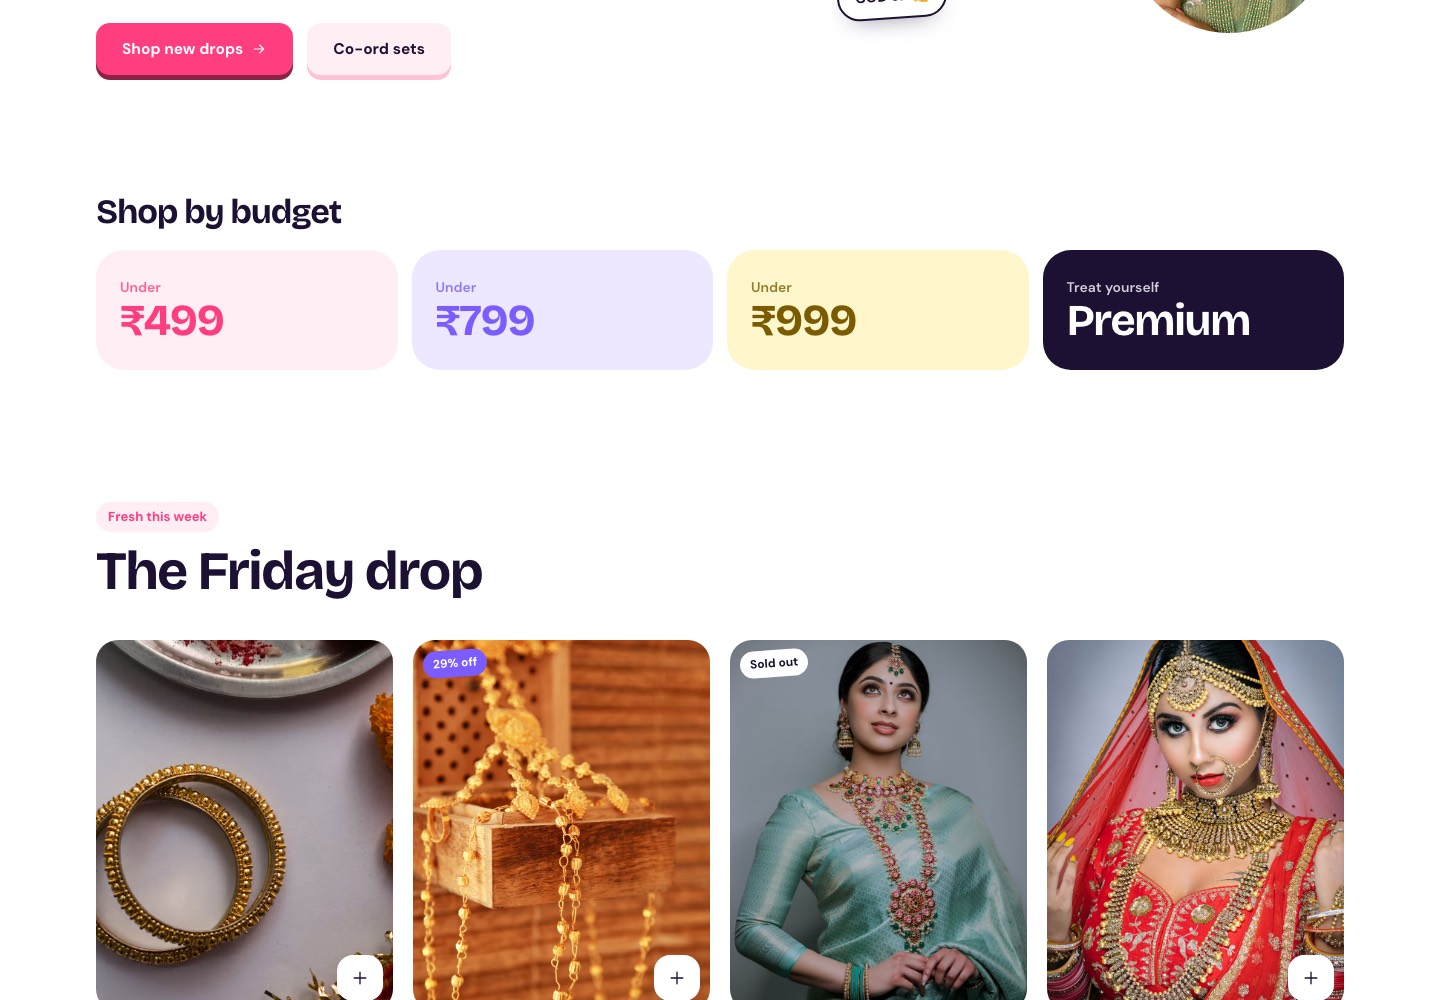 Shop new drops →
Co-ord sets
Shop by budget
Under
₹499
Under
₹799
Under
₹999
Treat yourself
Premium
Fresh this week
The Friday drop
29% off
Sold out